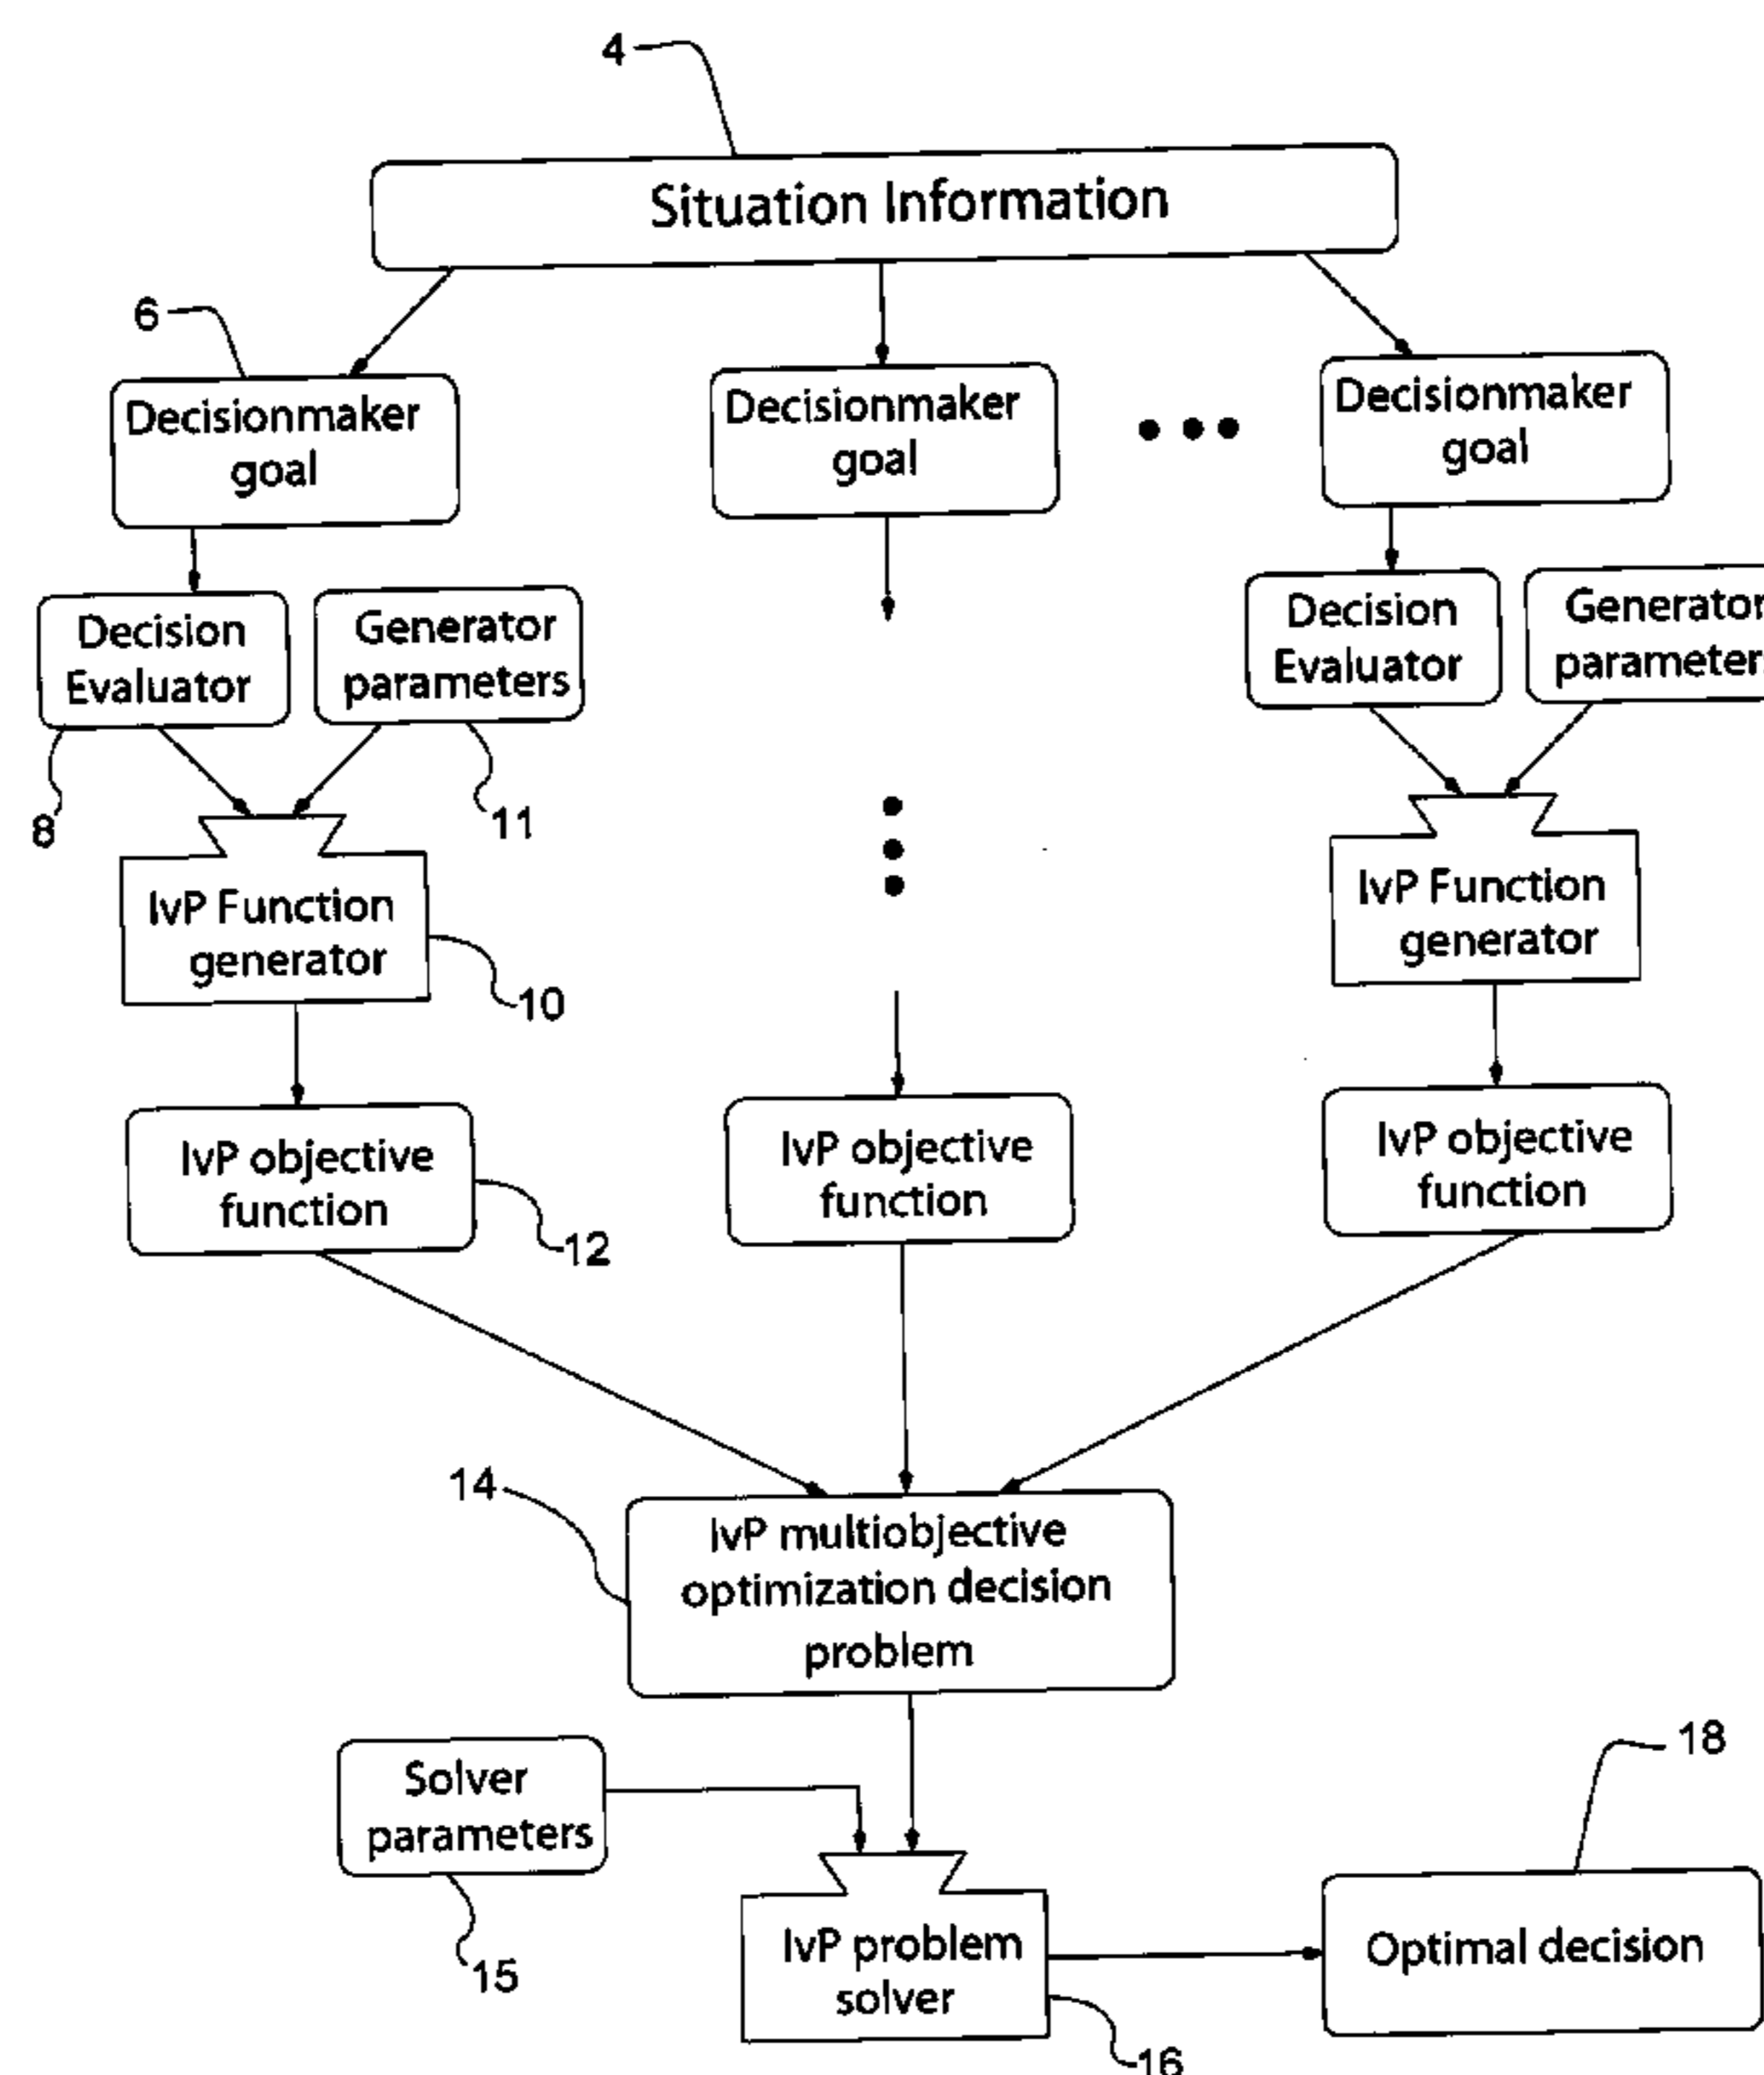 4
Situation Information
6
Decisionmaker
goal
Decisionmaker
goal
Decisionmaker
goal
Decision
Evaluator
Generator
parameters
Decision
Evaluator
Generator
parameter
8
11
IvP Function
generator
10
IvP Function
generator
IvP objective
function
12
IvP objective
function
IvP objective
function
14
IvP multiobjective
optimization decision
problem
Solver
parameters
15
18
IvP problem
solver
16
Optimal decision